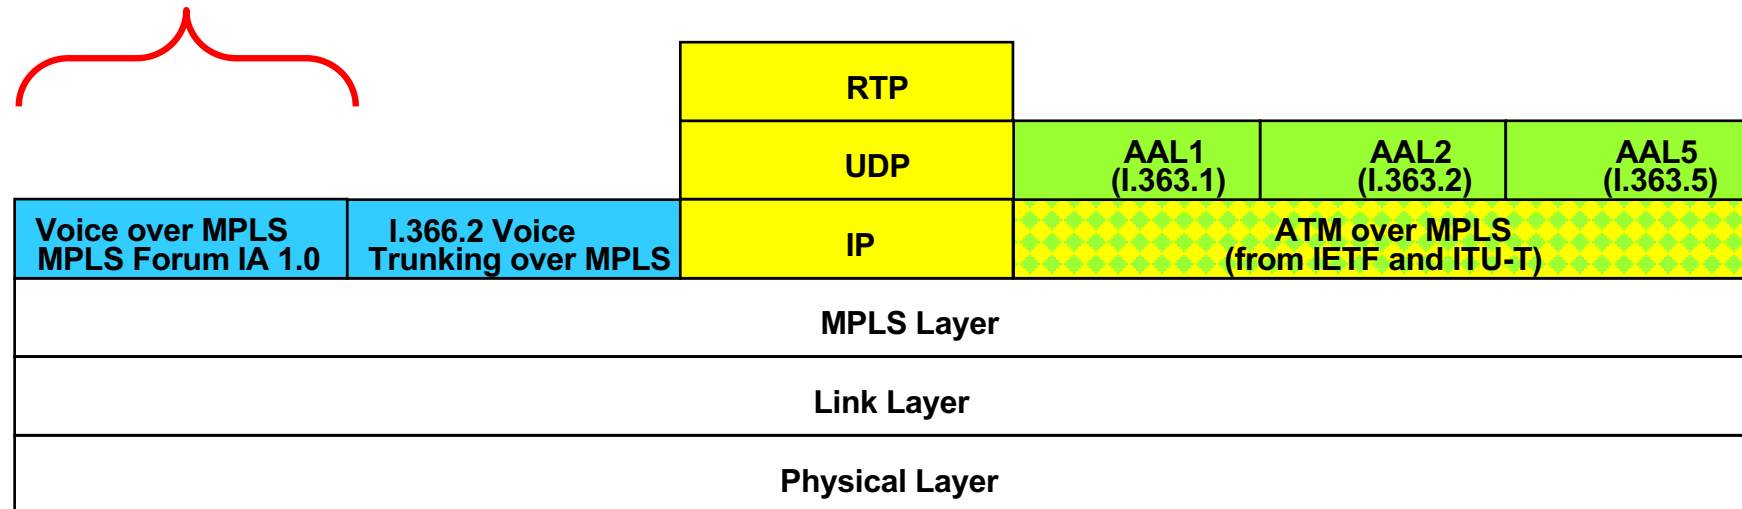 RTP
UDP
AAL1
(I.363.1)
AAL2
(I.363.2)
AAL5
(I.363.5)
Voice over MPLS
MPLS Forum IA 1.0
I.366.2 Voice
Trunking over MPLS
IP
ATM over MPLS
(from IETF and ITU-T)
MPLS Layer
Link Layer
Physical Layer